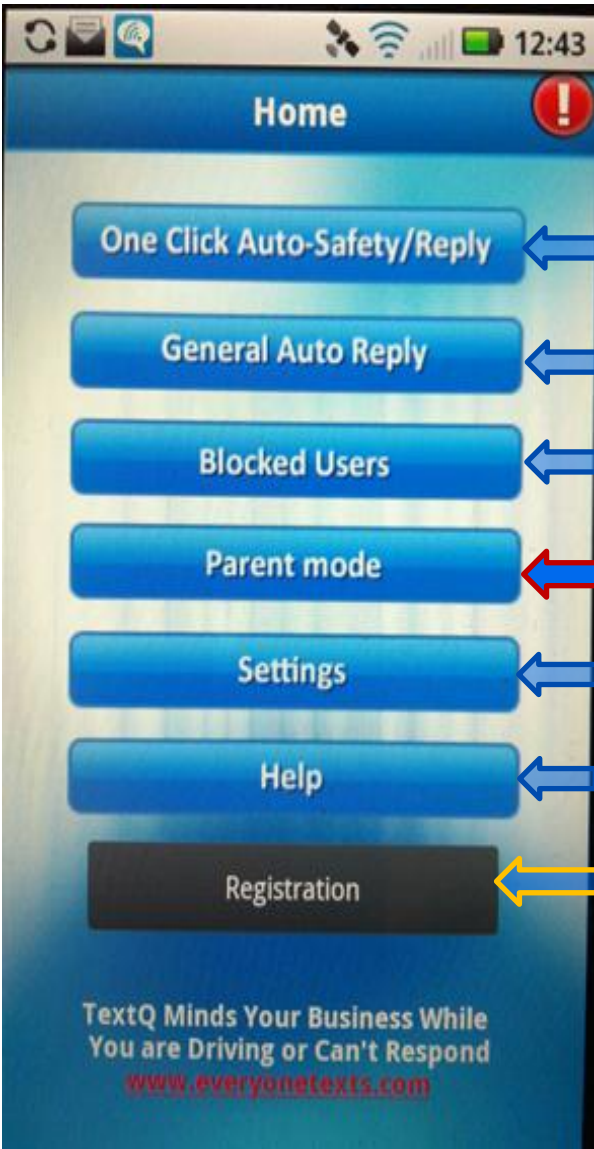 12:43
Home
One Click Auto-Safety/Reply
General Auto Reply
Blocked Users
Parent mode
Settings
Help
Registration
TextQ Minds Your Business While
You are Driving or Can't Respond
www.everyonetexts.com